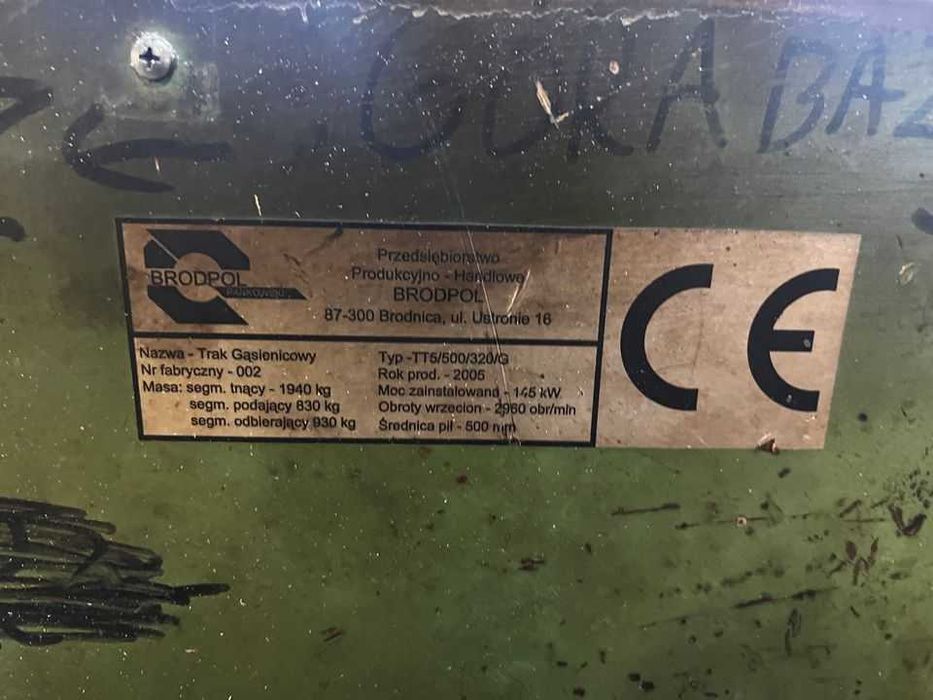 GÓRA BAZ
BRODPOL
PARKOWSCY
Przedsiębiorstwo
Produkcyjno - Handlowe
BRODPOL
87-300 Brodnica, ul. Ustronie 16
Nazwa - Trak Gąsienicowy
Nr fabryczny - 002
Masa: segm. tnący - 1940 kg
segm. podający 830 kg
segm. odbierający 930 kg
Typ -TT5/500/320/G
Rok prod. - 2005
Moc zainstalowana - 145 kW
Obroty wrzecion - 2960 obr/min
Średnica pił - 500 mm
CE